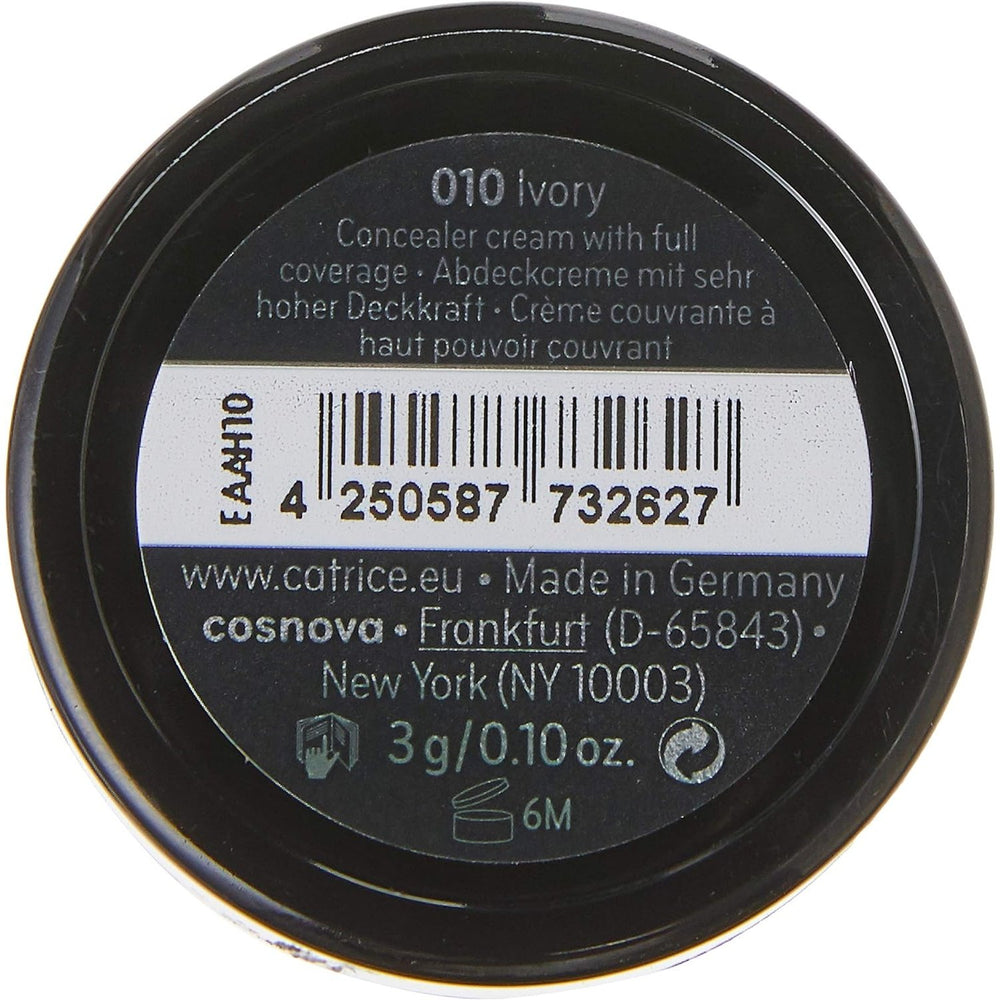 010 Ivory
Concealer cream with full
coverage · Abdeckcreme mit sehr
hoher Deckkraft · Crème couvrante à
haut pouvoir couvrant
E AAH10
4 250587 732627
www.catrice.eu • Made in Germany
cosnova • Frankfurt (D-65843) •
New York (NY 10003)
3 g/0.10 oz.
6M